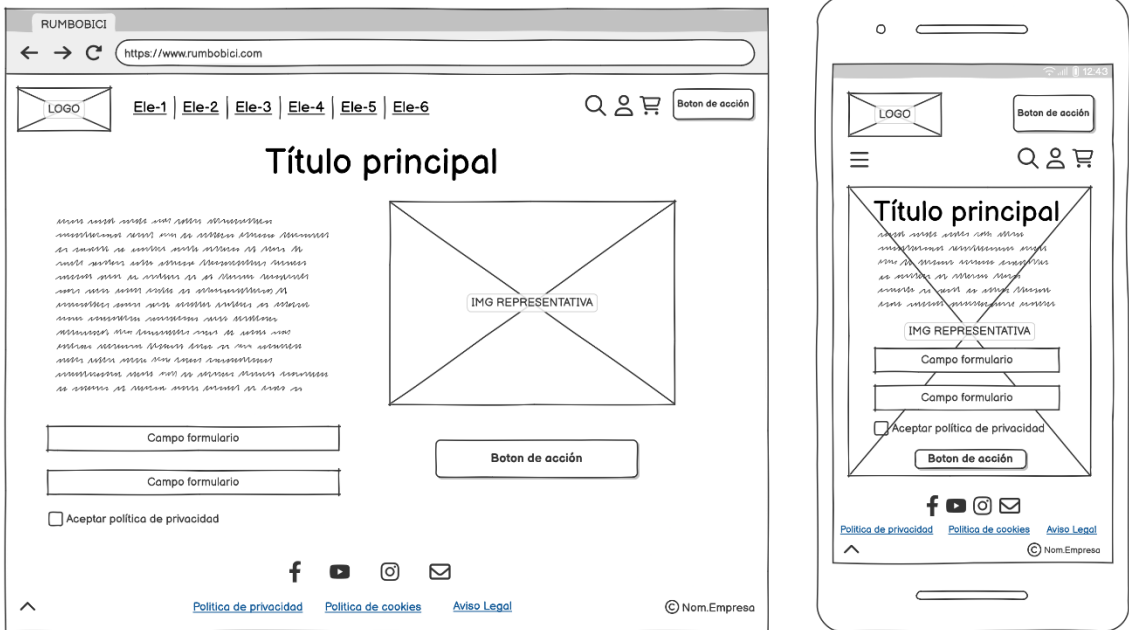 RUMBOBICI
https://www.rumbobici.com
LOGO
Ele-1 Ele-2 Ele-3 Ele-4 Ele-5 Ele-6
Boton de acción
Título principal
IMG REPRESENTATIVA
Campo formulario
Boton de acción
Campo formulario
Aceptar política de privacidad
Politica de privacidad Politica de cookies Aviso Legal
© Nom.Empresa
12:43
LOGO
Boton de acción
Título principal
IMG REPRESENTATIVA
Campo formulario
Campo formulario
Aceptar política de privacidad
Boton de acción
Politica de privacidad Politica de cookies Aviso Legal
© Nom.Empresa